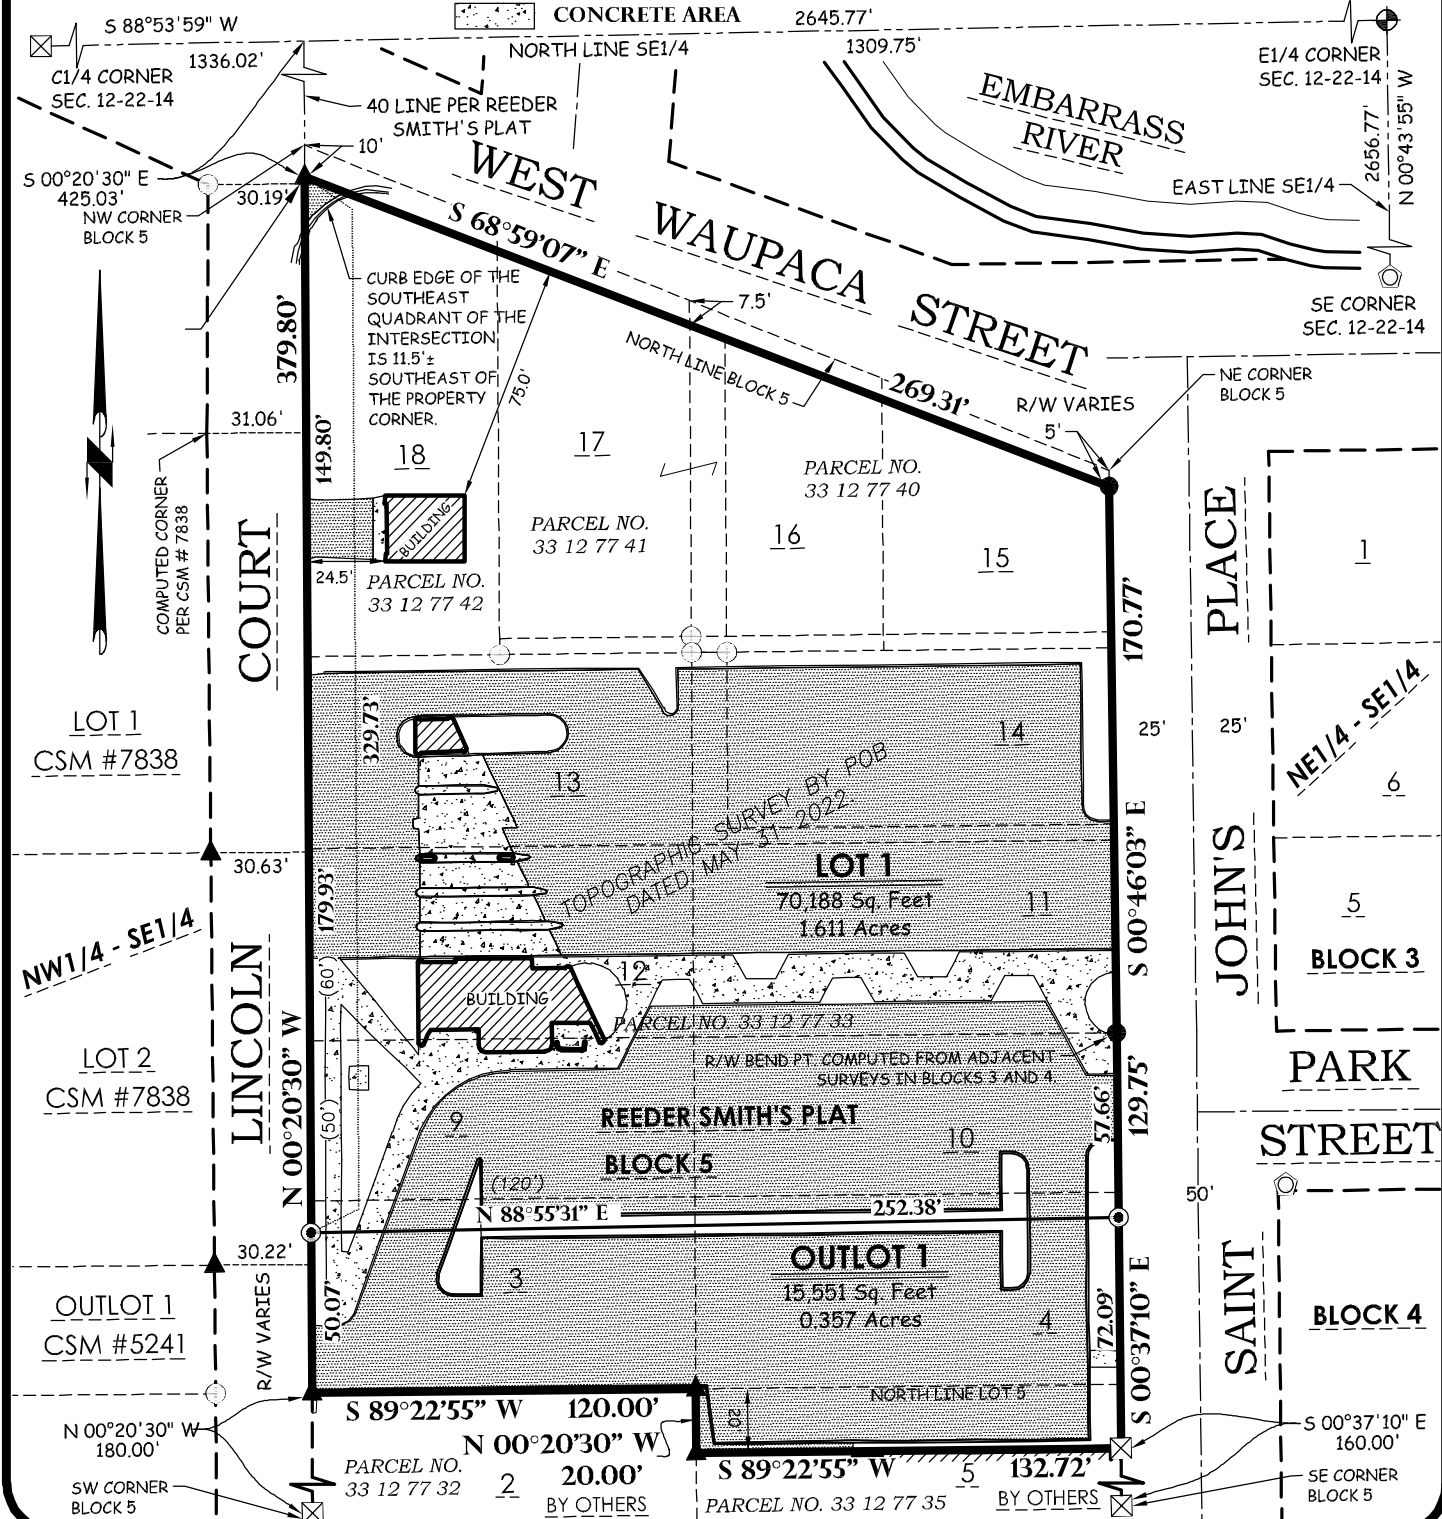 CONCRETE AREA
S 88°53'59" W
2645.77'
1336.02'
NORTH LINE SE1/4
1309.75'
C1/4 CORNER
SEC. 12-22-14
E1/4 CORNER
SEC. 12-22-14
40 LINE PER REEDER
SMITH'S PLAT
EMBARRASS
RIVER
2656.77'
N 00°43'55" W
10'
S 00°20'30" E
425.03'
30.19'
NW CORNER
BLOCK 5
EAST LINE SE1/4
WEST WAUPACA STREET
S 68°59'07" E
SE CORNER
SEC. 12-22-14
CURB EDGE OF THE
SOUTHEAST
QUADRANT OF THE
INTERSECTION
IS 11.5'±
SOUTHEAST OF
THE PROPERTY
CORNER.
7.5'
NORTH LINE BLOCK 5
269.31'
NE CORNER
BLOCK 5
R/W VARIES
5'
379.80'
75.0'
31.06'
149.80'
18
17
PARCEL NO.
33 12 77 40
COMPUTED CORNER
PER CSM # 7838
BUILDING
PARCEL NO.
33 12 77 41
16
15
1
24.5'
PARCEL NO.
33 12 77 42
COURT
PLACE
170.77'
LOT 1
CSM #7838
329.73'
14
25'
25'
NE1/4 - SE1/4
13
6
TOPOGRAPHIC SURVEY BY POB
DATED MAY 31 2022.
LOT 1
70,188 Sq. Feet
1.611 Acres
30.63'
179.93'
11
S 00°46'03" E
5
NW1/4 - SE1/4
JOHN'S
BLOCK 3
LINCOLN
(60')
12
BUILDING
PARCEL NO. 33 12 77 33
R/W BEND PT. COMPUTED FROM ADJACENT
SURVEYS IN BLOCKS 3 AND 4.
PARK
STREET
LOT 2
CSM #7838
N 00°20'30" W
(50')
9
REEDER SMITH'S PLAT
BLOCK 5
10
57.66'
129.75'
(120')
N 88°55'31" E
252.38'
50'
30.22'
OUTLOT 1
15,551 Sq. Feet
0.357 Acres
3
4
OUTLOT 1
CSM #5241
R/W VARIES
50.07'
72.09'
S 00°37'10" E
SAINT
BLOCK 4
NORTH LINE LOT 5
S 89°22'55" W
120.00'
20'
N 00°20'30" W
180.00'
N 00°20'30" W
20.00'
S 00°37'10" E
160.00'
PARCEL NO.
33 12 77 32
2
BY OTHERS
S 89°22'55" W
5
132.72'
PARCEL NO. 33 12 77 35
BY OTHERS
SW CORNER
BLOCK 5
SE CORNER
BLOCK 5